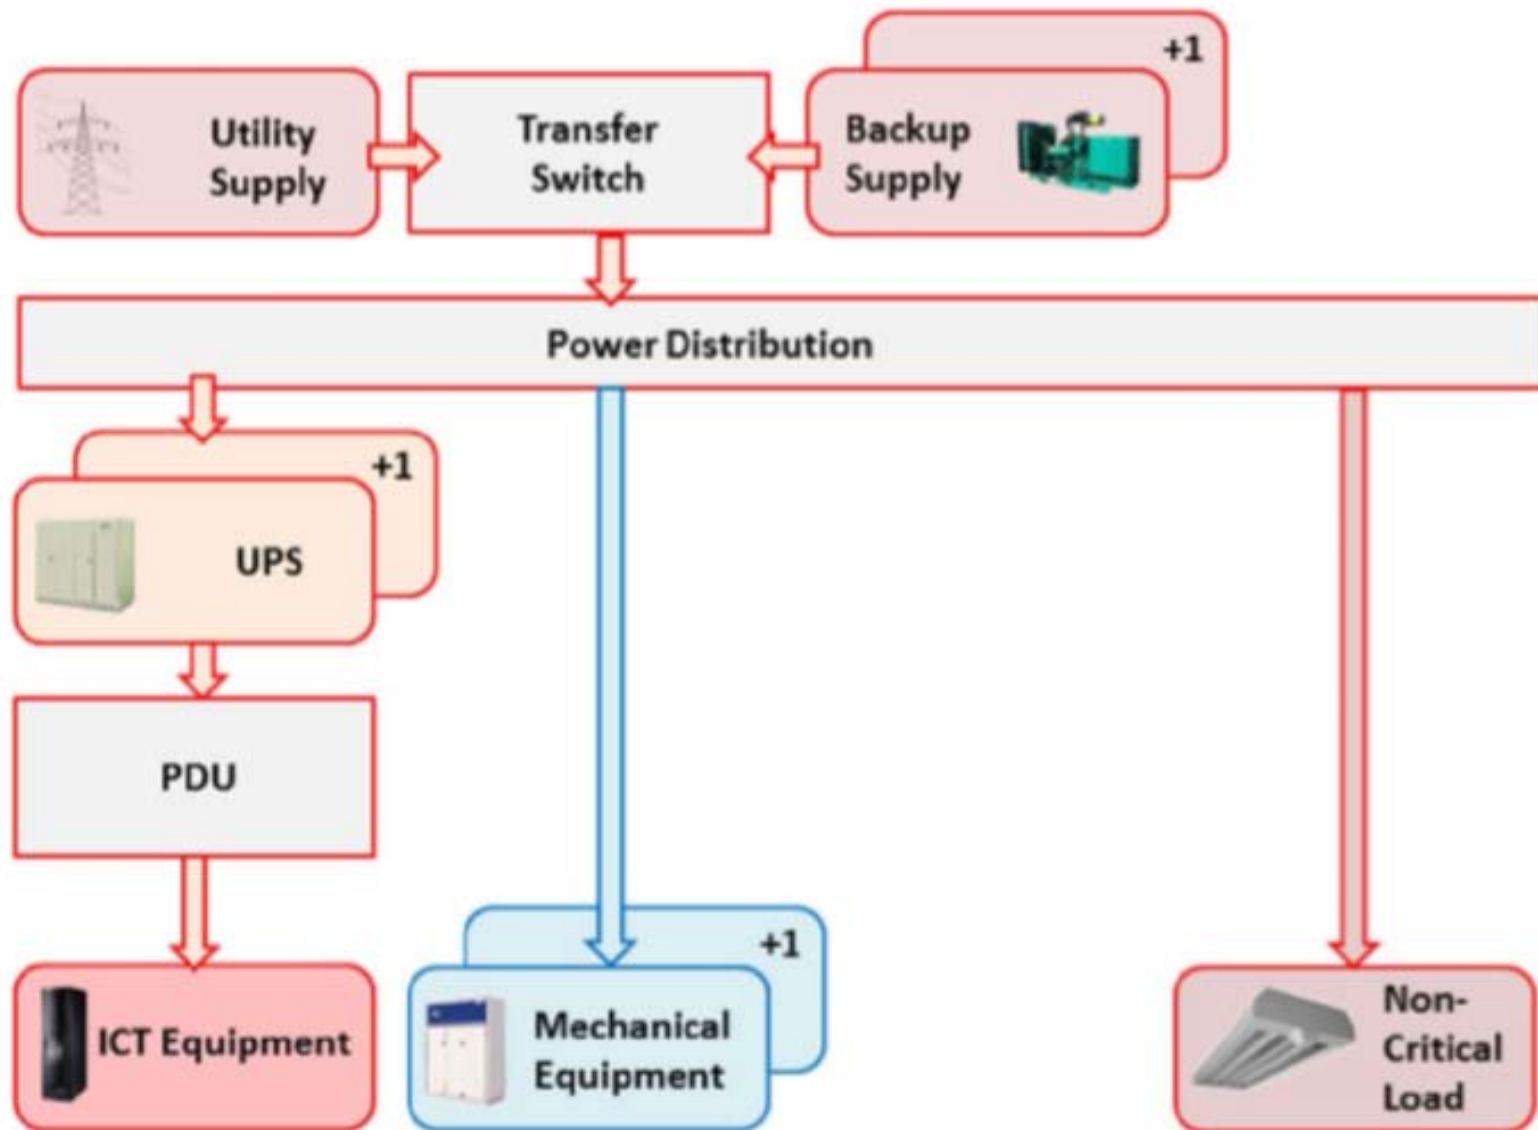 +1
Utility
Supply
Transfer
Switch
Backup
Supply
Power Distribution
+1
UPS
PDU
+1
ICT Equipment
Mechanical
Equipment
Non-
Critical
Load